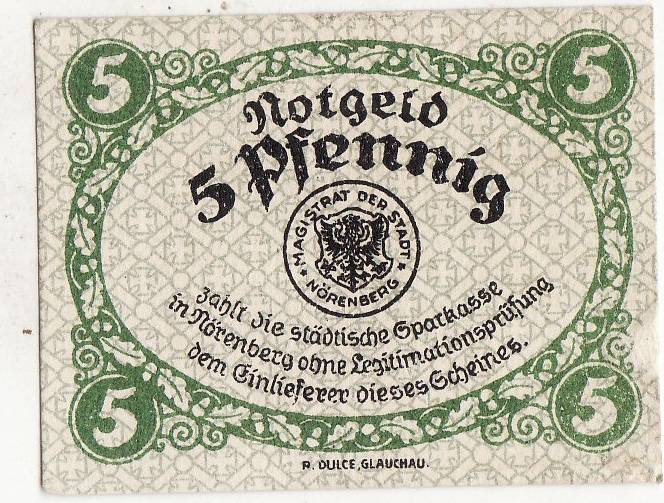 5 5
Notgeld
5 Pfennig
MAGISTRAT DER STADT
* NÖRENBERG *
zahlt die städtische Sparkasse
in Nörenberg ohne Legitimationsprüfung
dem Einlieferer dieses Scheines.
5 5
R. DULCE, GLAUCHAU.